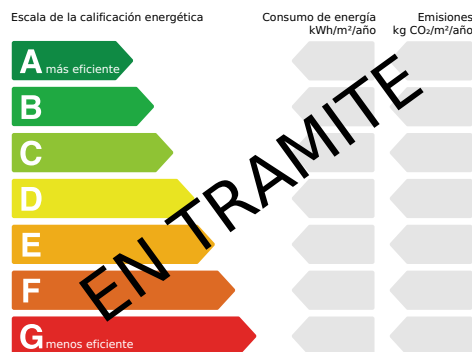 Escala de la calificación energética
Consumo de energía
kWh/m²/año
Emisiones
kg CO₂/m²/año
A más eficiente
B
C
D
E
F
G menos eficiente
EN TRAMITE